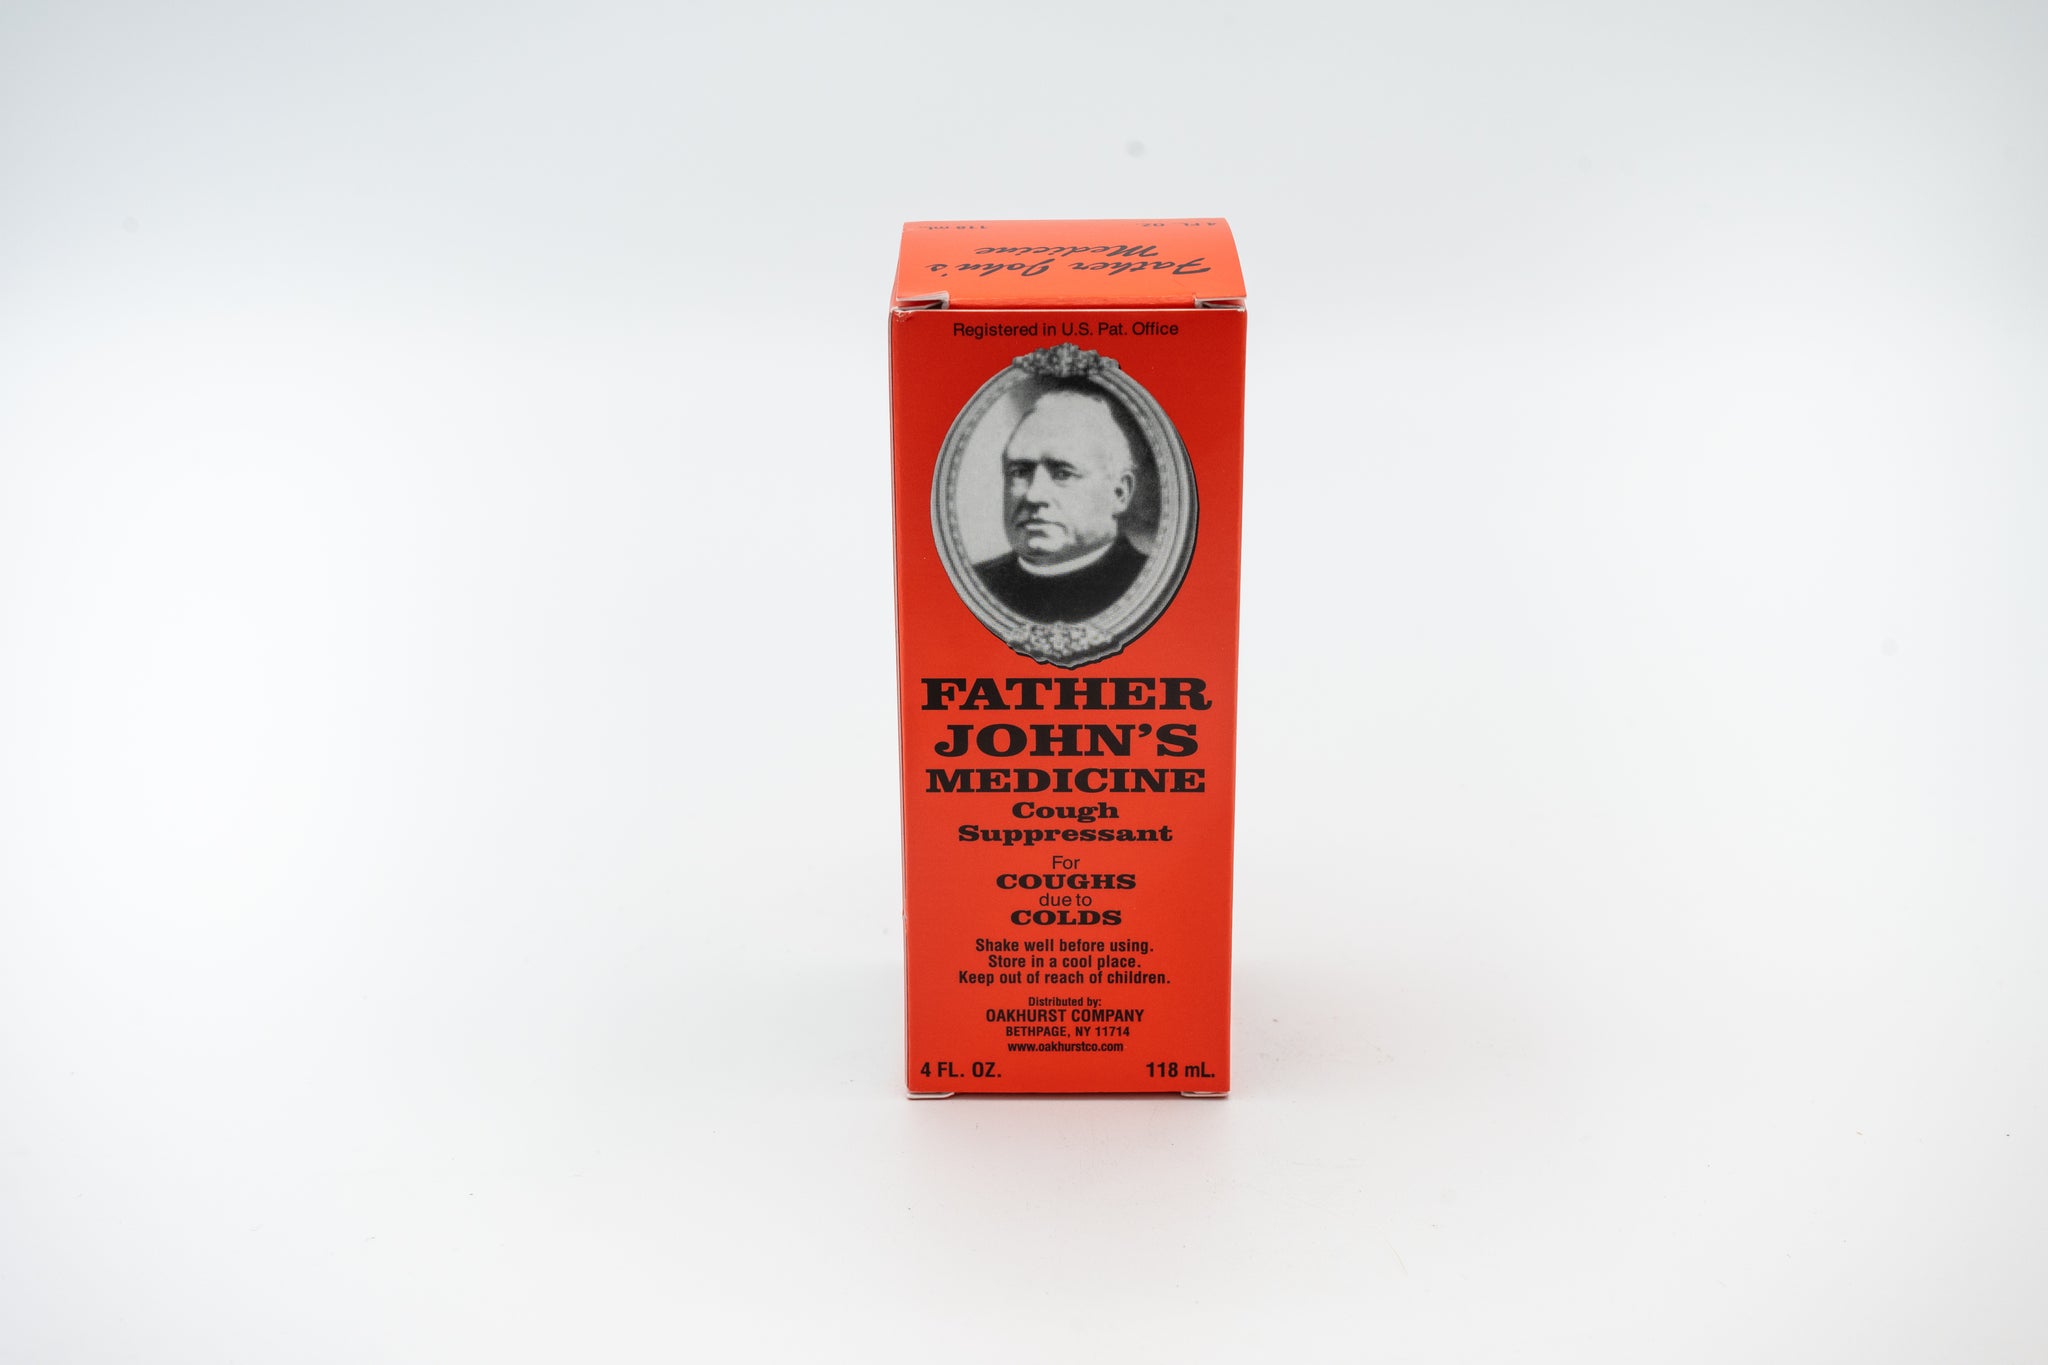 4 FL. OZ. 118 mL.
Father John's
Medicine
Registered in U.S. Pat. Office
FATHER
JOHN'S
MEDICINE
Cough
Suppressant
For
COUGHS
due to
COLDS
Shake well before using.
Store in a cool place.
Keep out of reach of children.
Distributed by:
OAKHURST COMPANY
BETHPAGE, NY 11714
www.oakhurstco.com
4 FL. OZ. 118 mL.